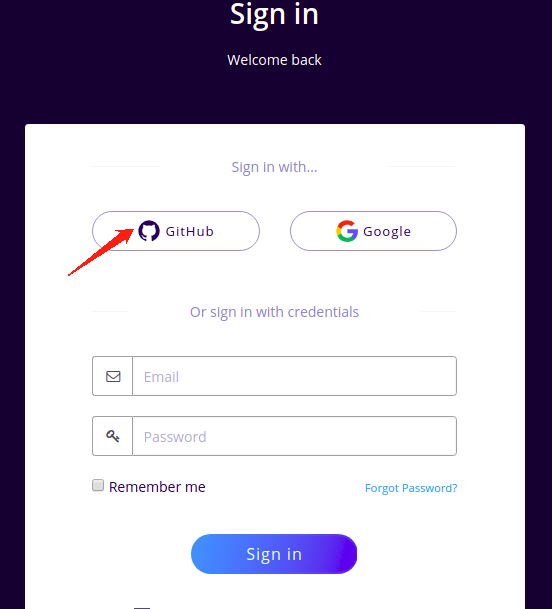 Sign in
Welcome back
Sign in with...
GitHub
Google
Or sign in with credentials
Email
Password
Remember me
Forgot Password?
Sign in